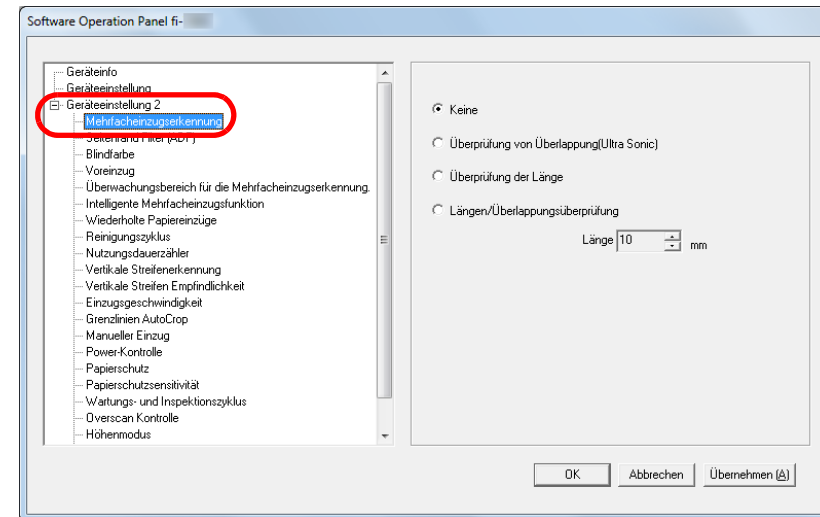 Software Operation Panel fi-
Geräteinfo
Geräteeinstellung
Geräteeinstellung 2
Mehrfacheinzugserkennung
Seitenrand Filter (ADF)
Blindfarbe
Voreinzug
Überwachungsbereich für die Mehrfacheinzugserkennung.
Intelligente Mehrfacheinzugsfunktion
Wiederholte Papiereinzüge
Reinigungszyklus
Nutzungsdauerzähler
Vertikale Streifenerkennung
Vertikale Streifen Empfindlichkeit
Einzugsgeschwindigkeit
Grenzlinien AutoCrop
Manueller Einzug
Power-Kontrolle
Papierschutz
Papierschutzsensitivität
Wartungs- und Inspektionszyklus
Overscan Kontrolle
Höhenmodus
Keine
Überprüfung von Überlappung(Ultra Sonic)
Überprüfung der Länge
Längen/Überlappungsüberprüfung
Länge 10 mm
OK Abbrechen Übernehmen (A)